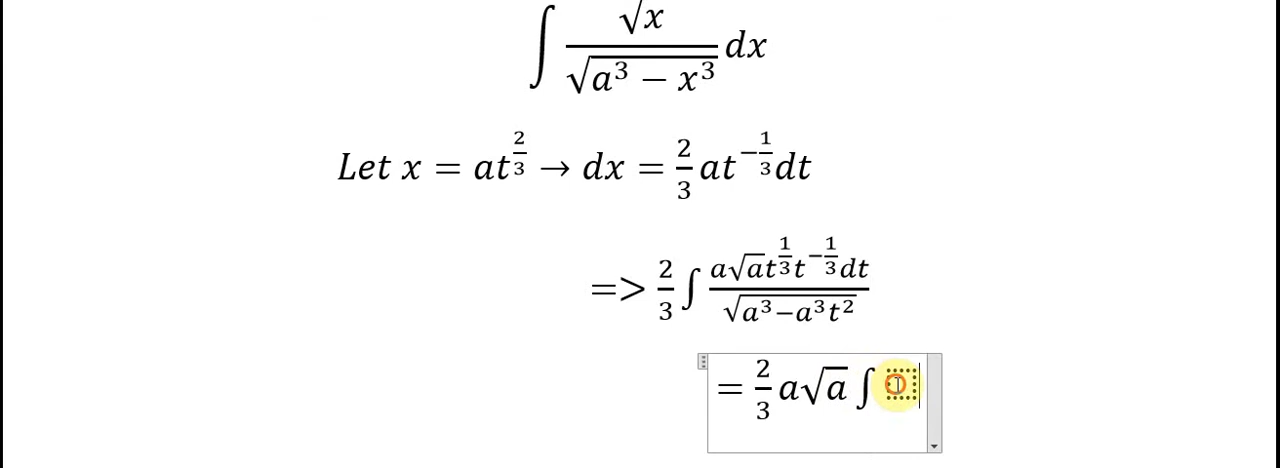 ∫ √x / √(a³ − x³) dx
Let x = at^(2/3) → dx = 2/3 at^(−1/3) dt
=> 2/3 ∫ a√a t^(1/3) t^(−1/3) dt / √(a³−a³t²)
= 2/3 a√a ∫